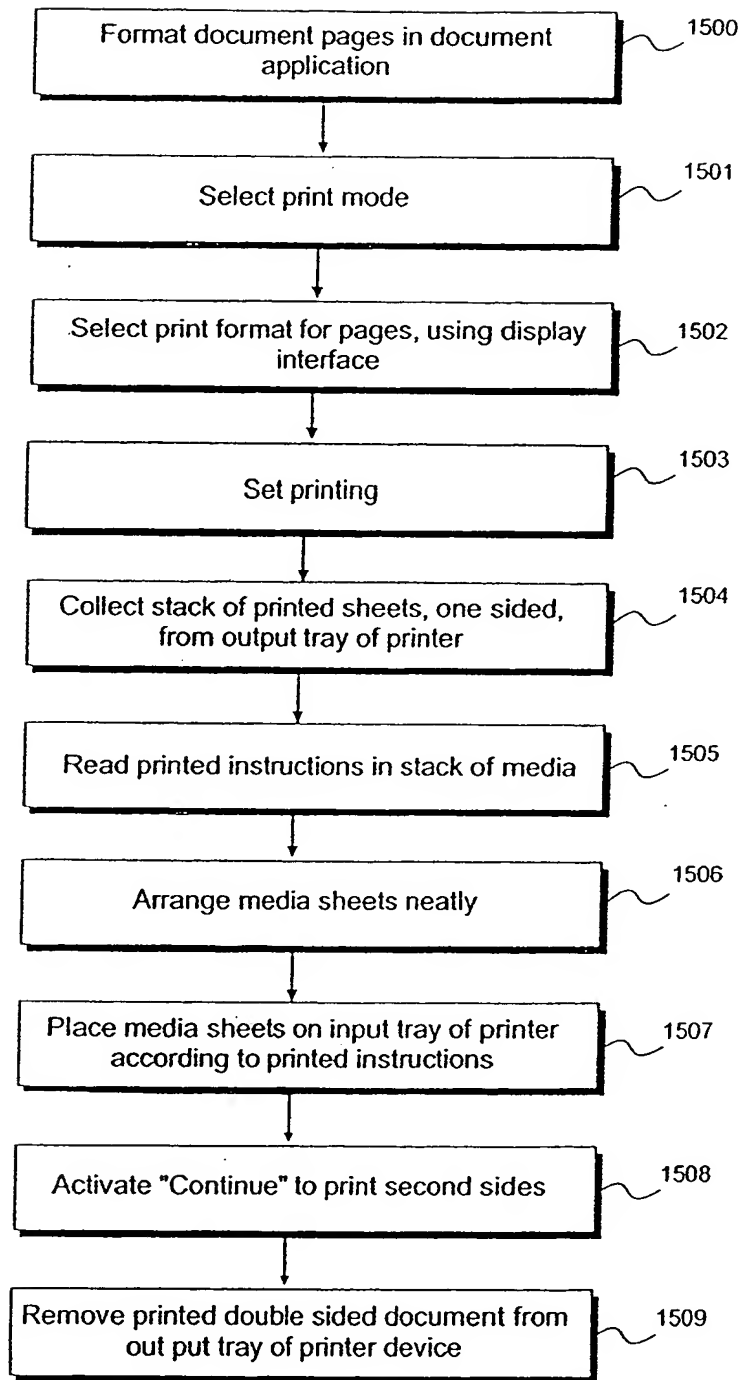 Format document pages in document
application
1500
Select print mode
1501
Select print format for pages, using display
interface
1502
Set printing
1503
Collect stack of printed sheets, one sided,
from output tray of printer
1504
Read printed instructions in stack of media
1505
Arrange media sheets neatly
1506
Place media sheets on input tray of printer
according to printed instructions
1507
Activate "Continue" to print second sides
1508
Remove printed double sided document from
out put tray of printer device
1509